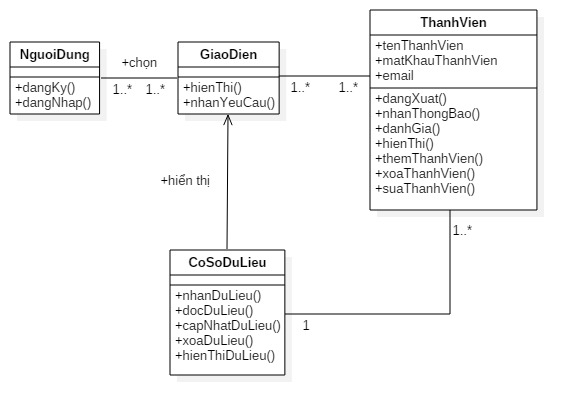 NguoiDung
+dangKy()
+dangNhap()
+chọn
1..*
1..*
GiaoDien
+hienThi()
+nhanYeuCau()
1..*
1..*
ThanhVien
+tenThanhVien
+matKhauThanhVien
+email
+dangXuat()
+nhanThongBao()
+danhGia()
+hienThi()
+themThanhVien()
+xoaThanhVien()
+suaThanhVien()
+hiển thị
1..*
CoSoDuLieu
+nhanDuLieu()
+docDuLieu()
+capNhatDuLieu()
+xoaDuLieu()
+hienThiDuLieu()
1